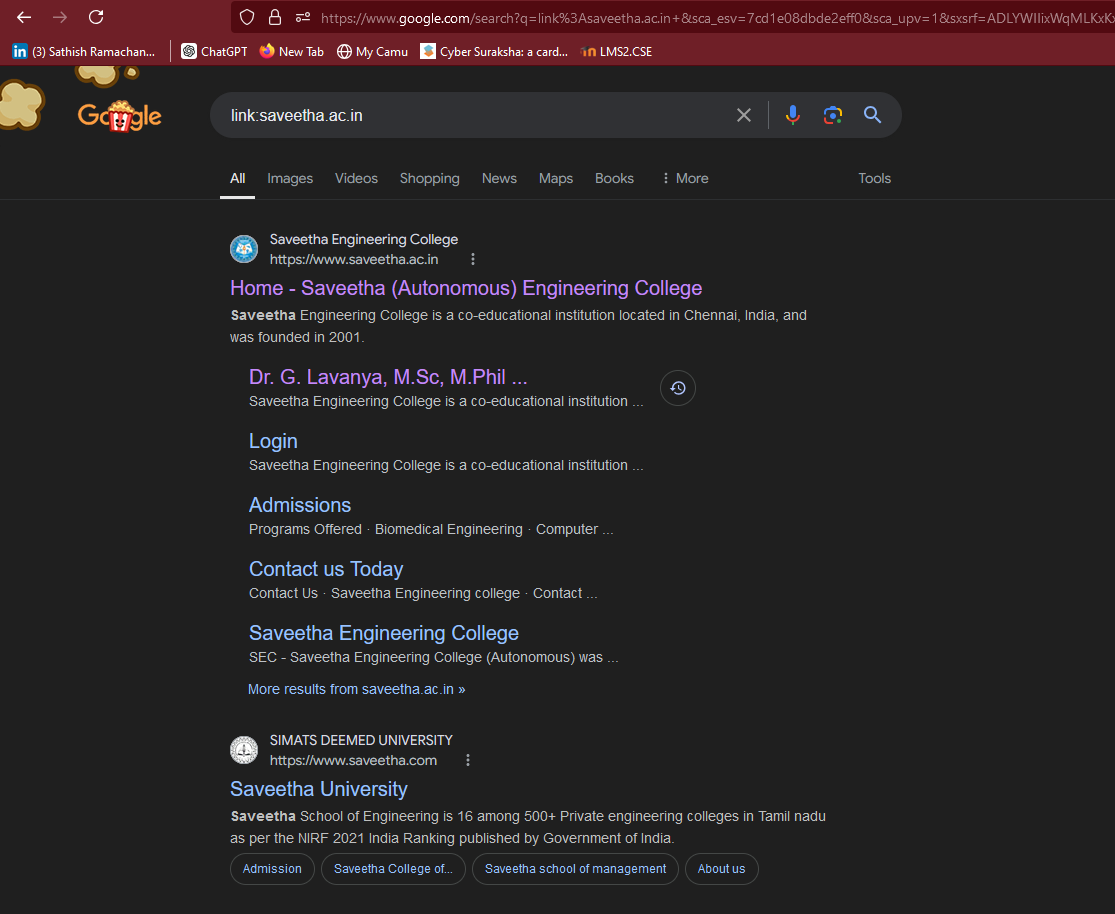 https://www.google.com/search?q=link%3Asaveetha.ac.in+&sca_esv=7cd1e08dbde2eff0&sca_upv=1&sxsrf=ADLYWIIixWqMLKxK
in (3) Sathish Ramachan... ChatGPT New Tab My Camu Cyber Suraksha: a card... LMS2.CSE
Google
link:saveetha.ac.in
All Images Videos Shopping News Maps Books More Tools
Saveetha Engineering College
https://www.saveetha.ac.in
Home - Saveetha (Autonomous) Engineering College
Saveetha Engineering College is a co-educational institution located in Chennai, India, and
was founded in 2001.
Dr. G. Lavanya, M.Sc, M.Phil ...
Saveetha Engineering College is a co-educational institution ...
Login
Saveetha Engineering College is a co-educational institution ...
Admissions
Programs Offered · Biomedical Engineering · Computer ...
Contact us Today
Contact Us · Saveetha Engineering college · Contact ...
Saveetha Engineering College
SEC - Saveetha Engineering College (Autonomous) was ...
More results from saveetha.ac.in »
SIMATS DEEMED UNIVERSITY
https://www.saveetha.com
Saveetha University
Saveetha School of Engineering is 16 among 500+ Private engineering colleges in Tamil nadu
as per the NIRF 2021 India Ranking published by Government of India.
Admission Saveetha College of... Saveetha school of management About us